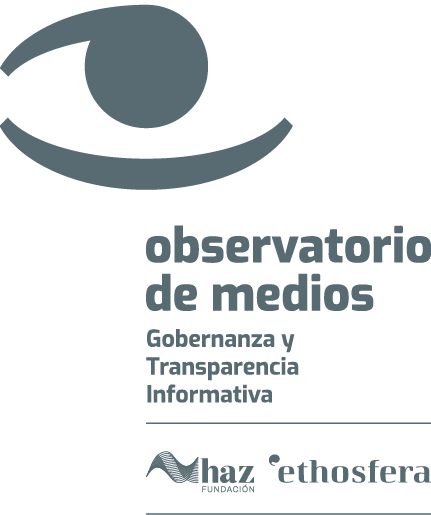 observatorio
de medios
Gobernanza y
Transparencia
Informativa
haz
FUNDACIÓN
ethosfera